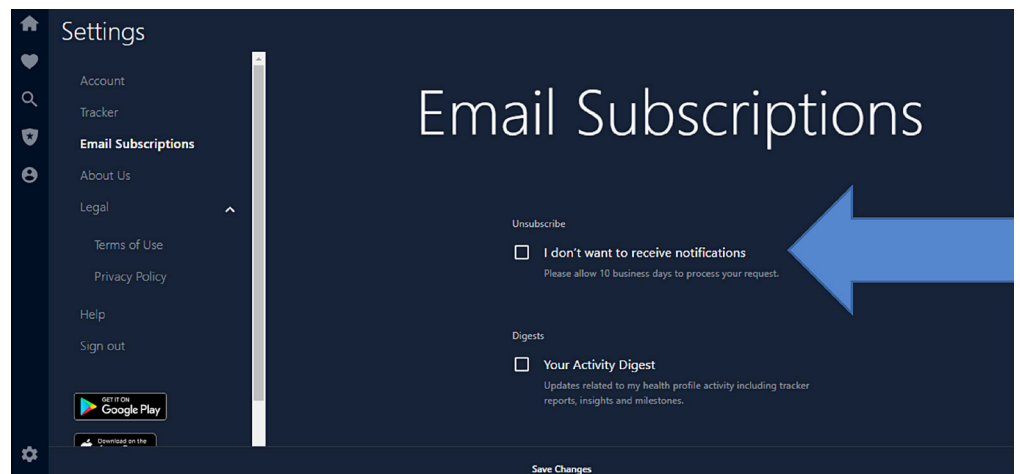 Settings
Account
Tracker
Email Subscriptions
About Us
Legal
Terms of Use
Privacy Policy
Help
Sign out
GET IT ON
Google Play
Download on the
Email Subscriptions
Unsubscribe
I don't want to receive notifications
Please allow 10 business days to process your request.
Digests
Your Activity Digest
Updates related to my health profile activity including tracker
reports, insights and milestones.
Save Changes